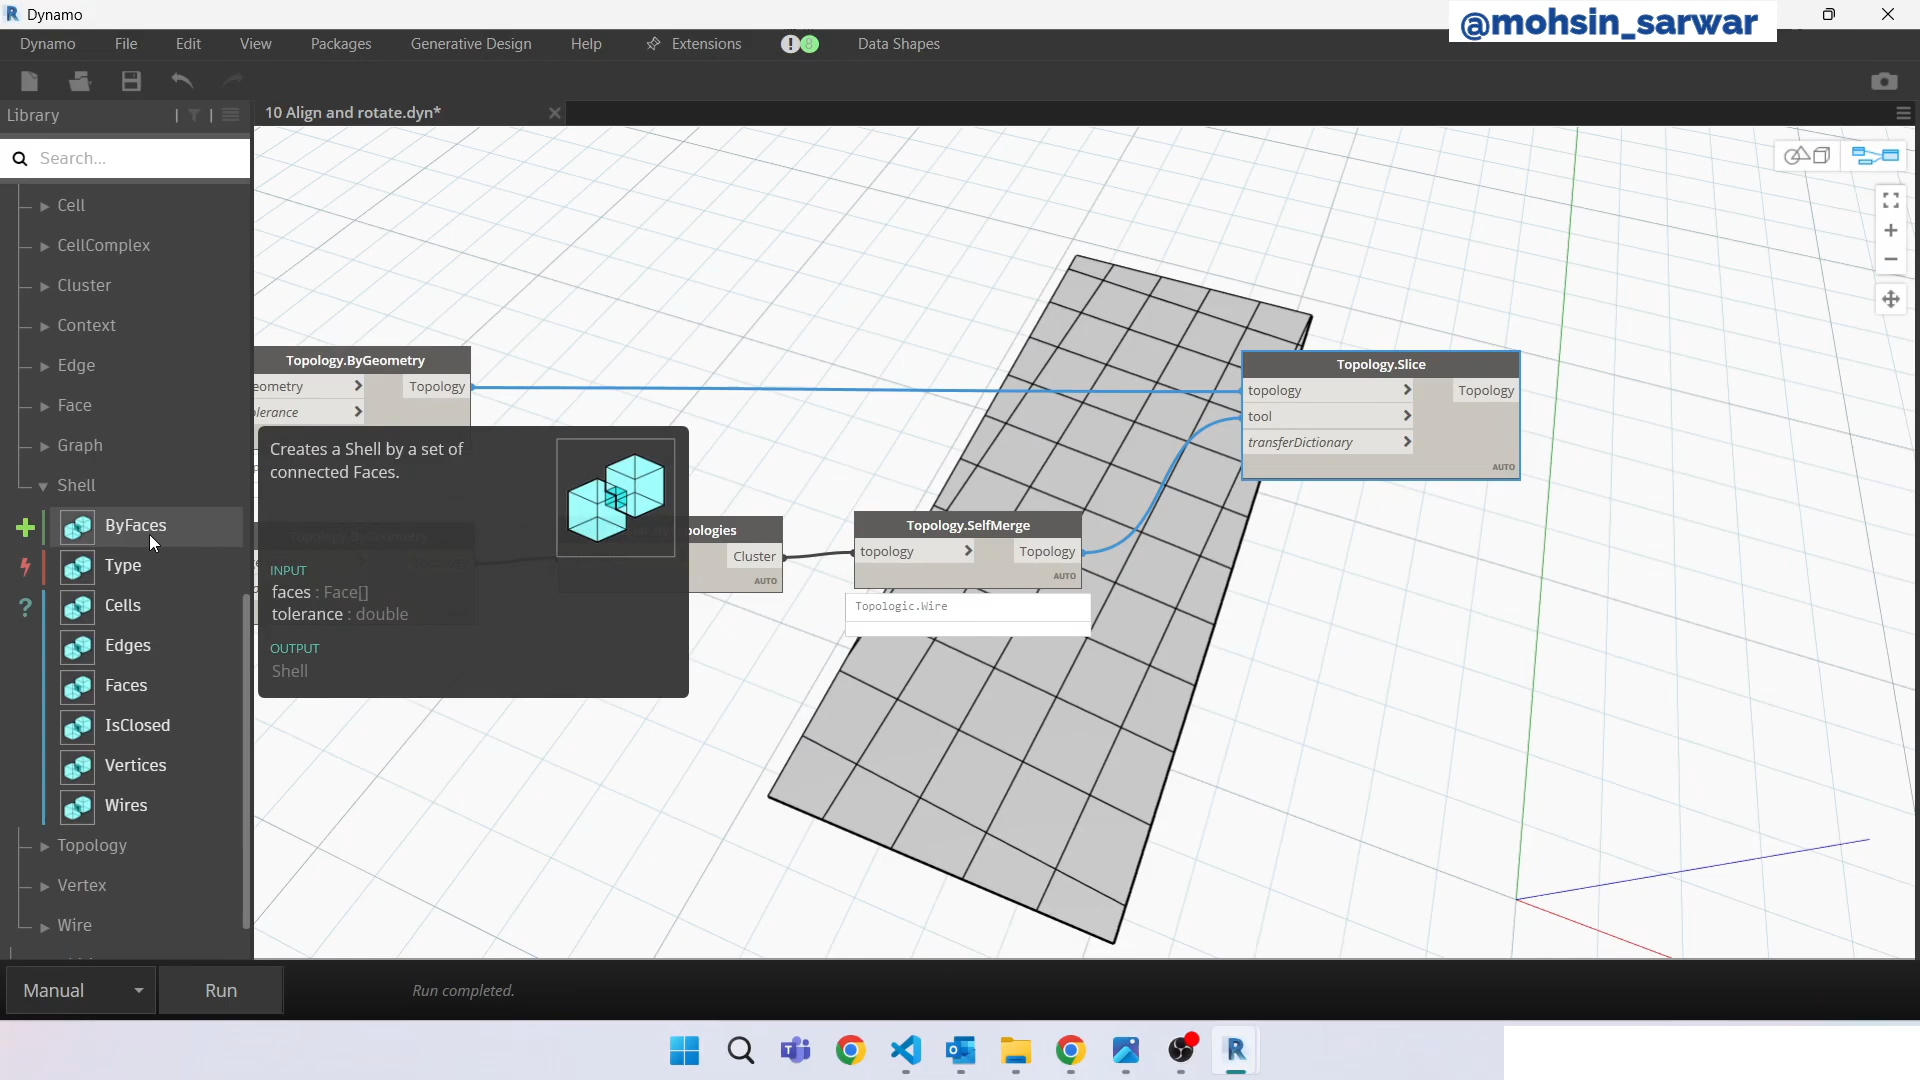 Dynamo
@mohsin_sarwar
Dynamo File Edit View Packages Generative Design Help Extensions ! 8 Data Shapes
Library
10 Align and rotate.dyn*
Search...
Cell
CellComplex
Cluster
Context
Edge
Face
Graph
Shell
ByFaces
Type
Cells
Edges
Faces
IsClosed
Vertices
Wires
Topology
Vertex
Wire
Topology.ByGeometry
eometry > Topology
olerance >
Creates a Shell by a set of
connected Faces.
INPUT
faces : Face[]
tolerance : double
OUTPUT
Shell
pologies
Cluster
AUTO
Topology.SelfMerge
topology > Topology
AUTO
Topologic.Wire
Topology.Slice
topology > Topology
tool >
transferDictionary >
AUTO
Manual Run Run completed.